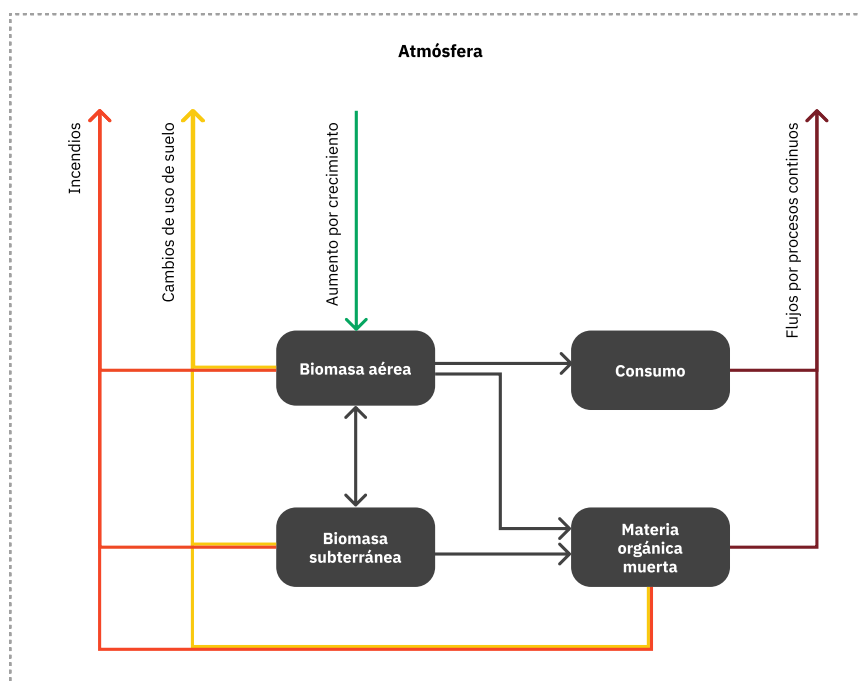 Atmósfera
Incendios
Cambios de uso de suelo
Aumento por crecimiento
Flujos por procesos continuos
Biomasa aérea
Consumo
Biomasa
subterránea
Materia
orgánica
muerta